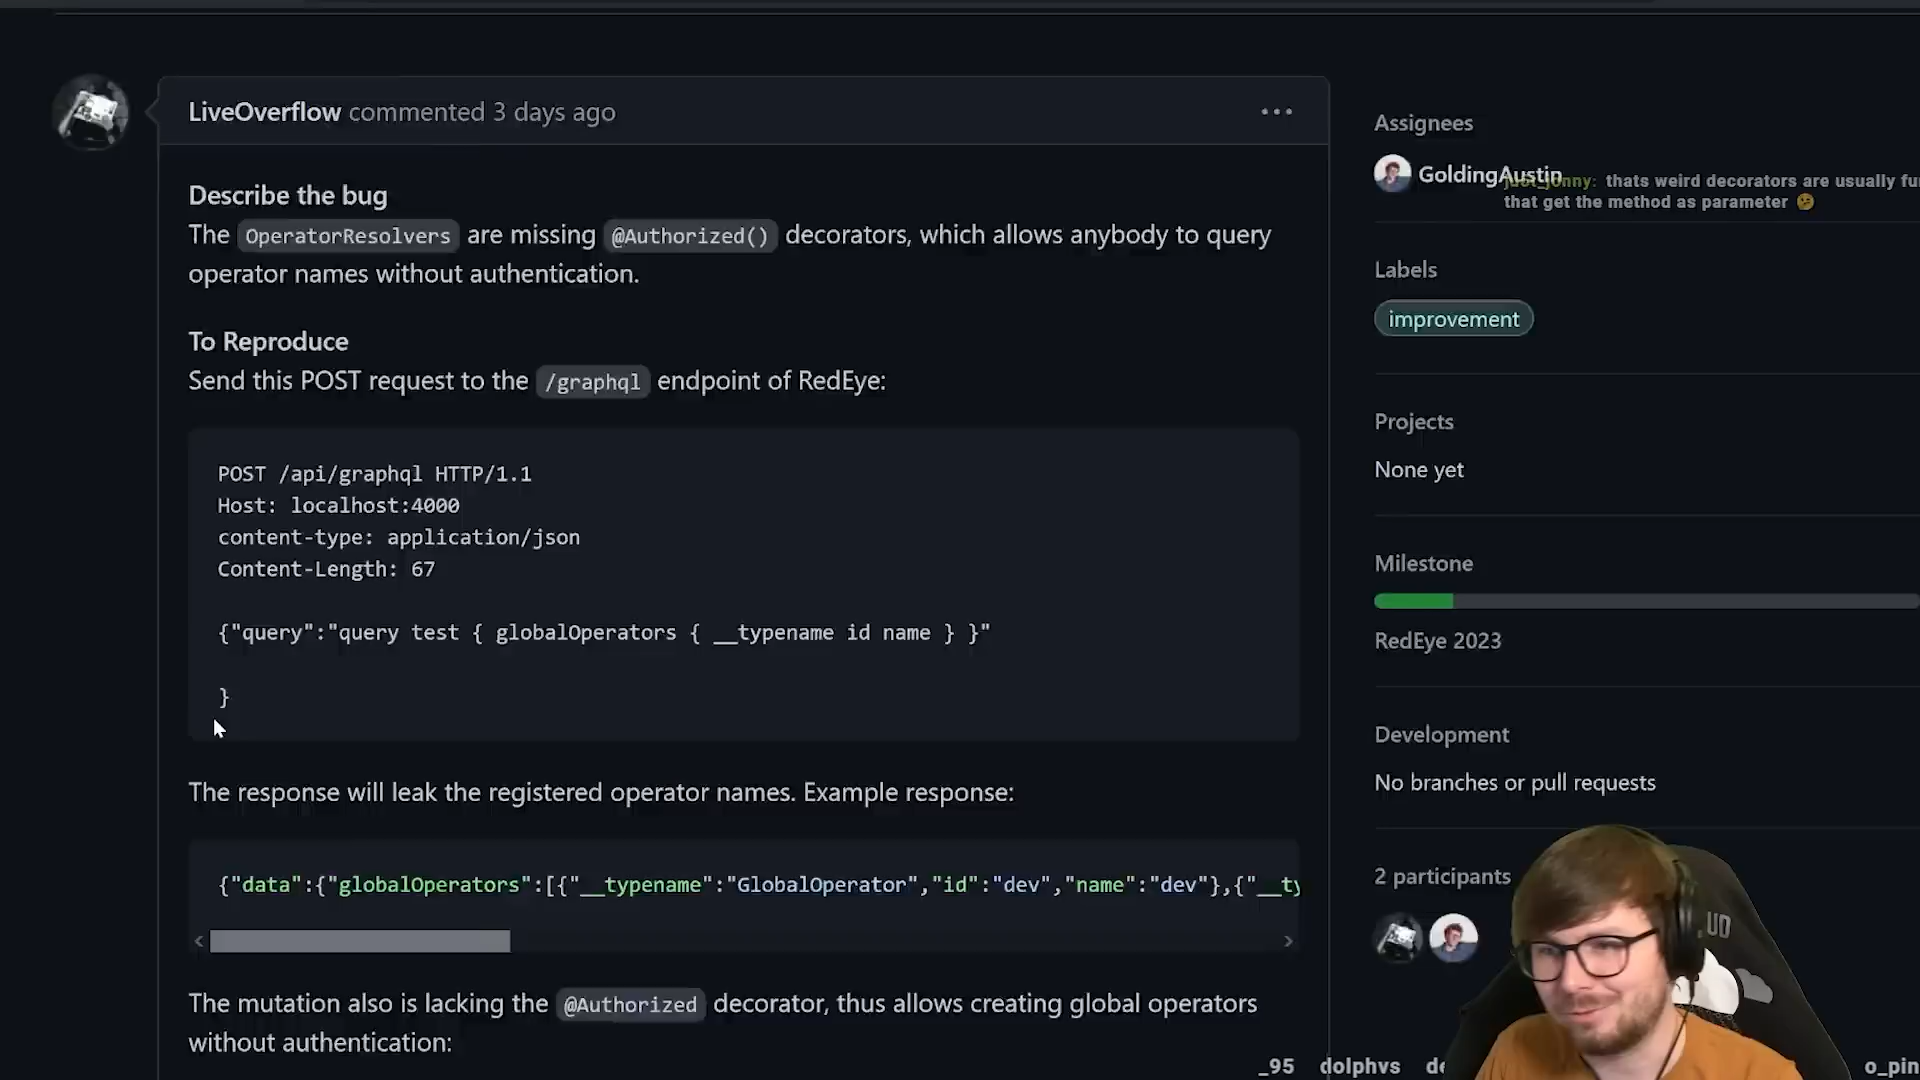 LiveOverflow commented 3 days ago
Describe the bug
The OperatorResolvers are missing @Authorized() decorators, which allows anybody to query
operator names without authentication.
To Reproduce
Send this POST request to the /graphql endpoint of RedEye:
POST /api/graphql HTTP/1.1
Host: localhost:4000
content-type: application/json
Content-Length: 67
{"query":"query test { globalOperators { __typename id name } }"
}
The response will leak the registered operator names. Example response:
{"data":{"globalOperators":[{"__typename":"GlobalOperator","id":"dev","name":"dev"},{"__ty
The mutation also is lacking the @Authorized decorator, thus allows creating global operators
without authentication:
Assignees
GoldingAustin
just_jonny: thats weird decorators are usually fu
that get the method as parameter 🤔
Labels
improvement
Projects
None yet
Milestone
RedEye 2023
Development
No branches or pull requests
2 participants
UD
_95 dolphvs de o_pin